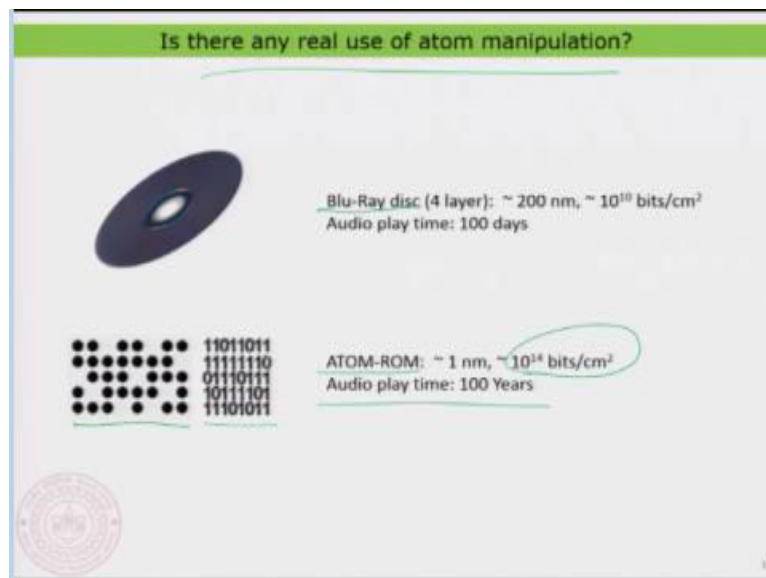 Is there any real use of atom manipulation?
Blu-Ray disc (4 layer): ~ 200 nm, ~ 10¹⁰ bits/cm²
Audio play time: 100 days
11011011
11111110
01110111
10111101
11101011
ATOM-ROM: ~ 1 nm, ~ 10¹⁴ bits/cm²
Audio play time: 100 Years